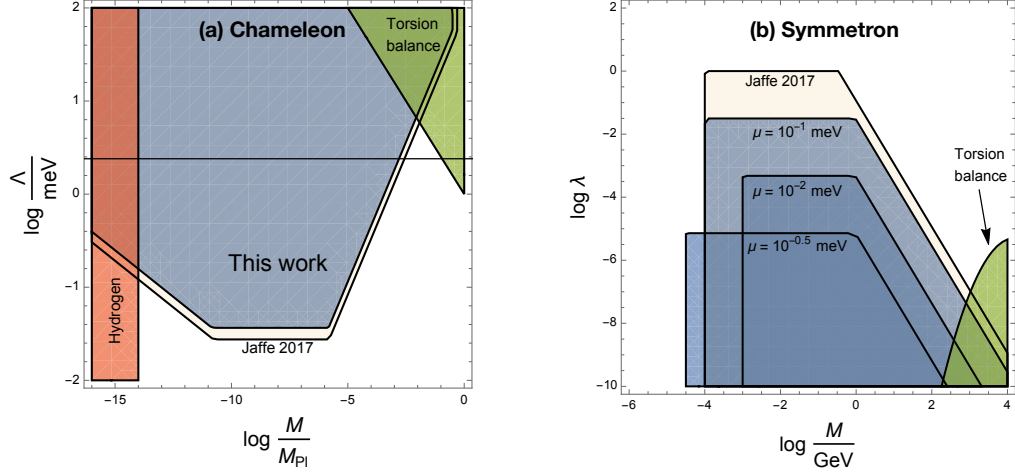 (a) Chameleon
Torsion
balance
This work
Jaffe 2017
Hydrogen
2
1
0
−1
−2
log Λ/meV
−15
−10
−5
0
log M/M_Pl
(b) Symmetron
Jaffe 2017
μ = 10⁻¹ meV
μ = 10⁻² meV
μ = 10⁻⁰·⁵ meV
Torsion
balance
0
−2
−4
−6
−8
−10
log λ
−6
−4
−2
0
2
4
log M/GeV